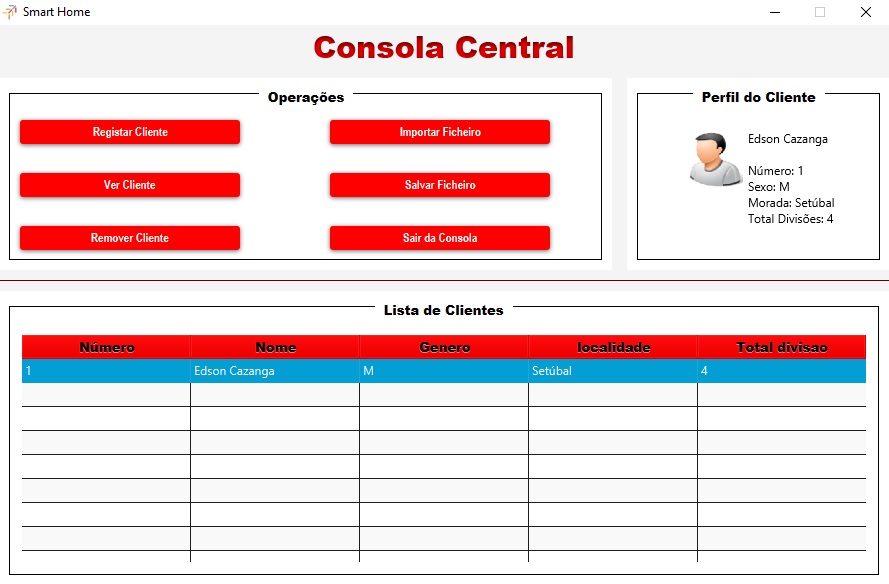 Smart Home
Consola Central
Operações
Registar Cliente
Importar Ficheiro
Ver Cliente
Salvar Ficheiro
Remover Cliente
Sair da Consola
Perfil do Cliente
Edson Cazanga
Número: 1
Sexo: M
Morada: Setúbal
Total Divisões: 4
Lista de Clientes
Número Nome Genero localidade Total divisao
1 Edson Cazanga M Setúbal 4